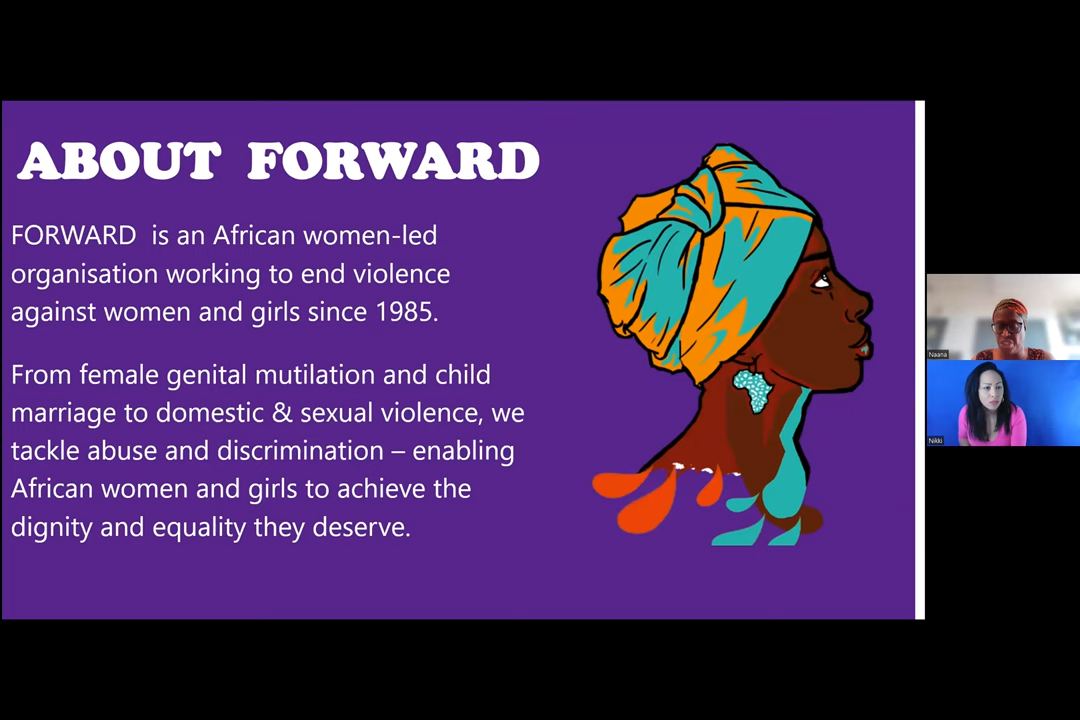 ABOUT FORWARD
FORWARD is an African women-led
organisation working to end violence
against women and girls since 1985.
From female genital mutilation and child
marriage to domestic & sexual violence, we
tackle abuse and discrimination – enabling
African women and girls to achieve the
dignity and equality they deserve.
Naana
Nikki